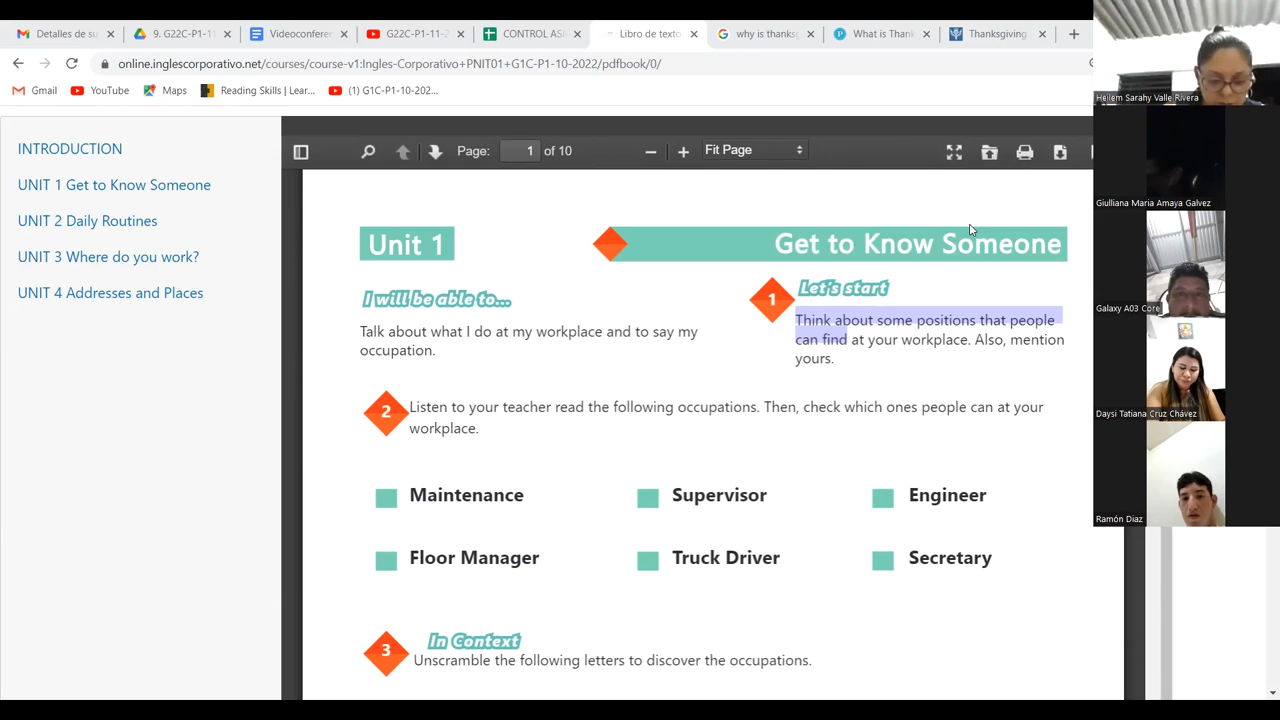 Detalles de su
9. G22C-P1-11
Videoconfere
G22C-P1-11-2
CONTROL ASI
Libro de texto
why is thanks
What is Thank
Thanksgiving
online.inglescorporativo.net/courses/course-v1:Ingles-Corporativo+PNIT01+G1C-P1-10-2022/pdfbook/0/
Gmail
YouTube
Maps
Reading Skills | Lear...
(1) G1C-P1-10-202...
INTRODUCTION
UNIT 1 Get to Know Someone
UNIT 2 Daily Routines
UNIT 3 Where do you work?
UNIT 4 Addresses and Places
Page: 1 of 10
Fit Page
Unit 1
Get to Know Someone
I will be able to...
Talk about what I do at my workplace and to say my
occupation.
1
Let's start
Think about some positions that people
can find at your workplace. Also, mention
yours.
2
Listen to your teacher read the following occupations. Then, check which ones people can at your
workplace.
Maintenance
Supervisor
Engineer
Floor Manager
Truck Driver
Secretary
3
In Context
Unscramble the following letters to discover the occupations.
Heilem Sarahy Valle Rivera
Giulliana Maria Amaya Galvez
Galaxy A03 Core
Daysi Tatiana Cruz Chávez
Ramón Diaz